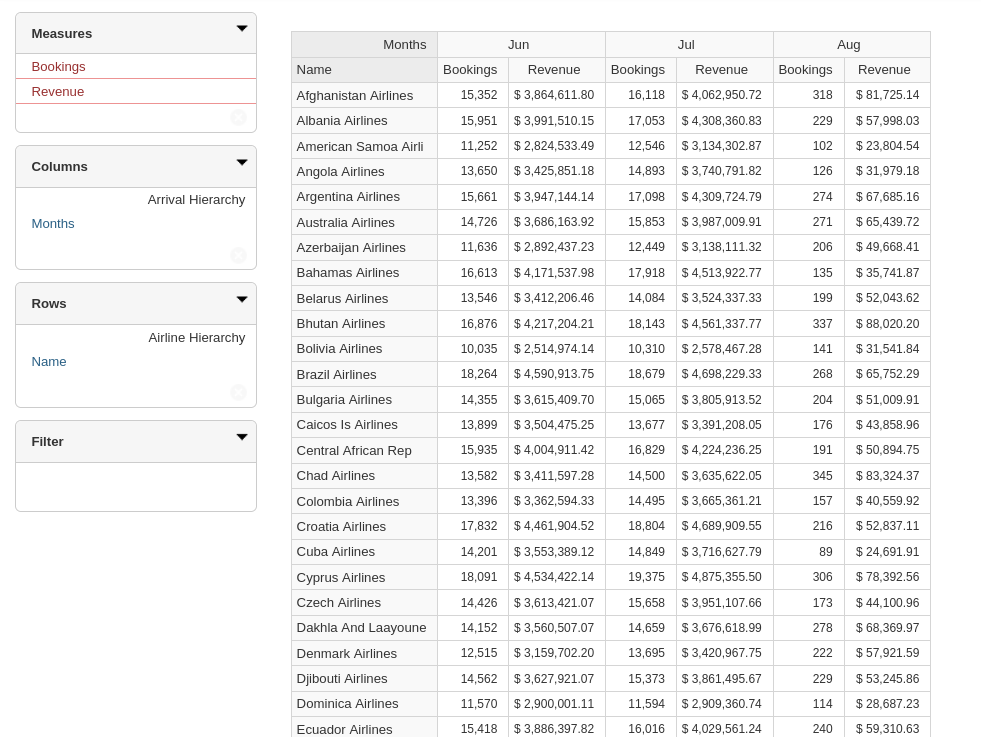 Measures
Bookings
Revenue
Columns
Arrival Hierarchy
Months
Rows
Airline Hierarchy
Name
Filter
Months Jun Jul Aug
Name Bookings Revenue Bookings Revenue Bookings Revenue
Afghanistan Airlines 15,352 $ 3,864,611.80 16,118 $ 4,062,950.72 318 $ 81,725.14
Albania Airlines 15,951 $ 3,991,510.15 17,053 $ 4,308,360.83 229 $ 57,998.03
American Samoa Airli 11,252 $ 2,824,533.49 12,546 $ 3,134,302.87 102 $ 23,804.54
Angola Airlines 13,650 $ 3,425,851.18 14,893 $ 3,740,791.82 126 $ 31,979.18
Argentina Airlines 15,661 $ 3,947,144.14 17,098 $ 4,309,724.79 274 $ 67,685.16
Australia Airlines 14,726 $ 3,686,163.92 15,853 $ 3,987,009.91 271 $ 65,439.72
Azerbaijan Airlines 11,636 $ 2,892,437.23 12,449 $ 3,138,111.32 206 $ 49,668.41
Bahamas Airlines 16,613 $ 4,171,537.98 17,918 $ 4,513,922.77 135 $ 35,741.87
Belarus Airlines 13,546 $ 3,412,206.46 14,084 $ 3,524,337.33 199 $ 52,043.62
Bhutan Airlines 16,876 $ 4,217,204.21 18,143 $ 4,561,337.77 337 $ 88,020.20
Bolivia Airlines 10,035 $ 2,514,974.14 10,310 $ 2,578,467.28 141 $ 31,541.84
Brazil Airlines 18,264 $ 4,590,913.75 18,679 $ 4,698,229.33 268 $ 65,752.29
Bulgaria Airlines 14,355 $ 3,615,409.70 15,065 $ 3,805,913.52 204 $ 51,009.91
Caicos Is Airlines 13,899 $ 3,504,475.25 13,677 $ 3,391,208.05 176 $ 43,858.96
Central African Rep 15,935 $ 4,004,911.42 16,829 $ 4,224,236.25 191 $ 50,894.75
Chad Airlines 13,582 $ 3,411,597.28 14,500 $ 3,635,622.05 345 $ 83,324.37
Colombia Airlines 13,396 $ 3,362,594.33 14,495 $ 3,665,361.21 157 $ 40,559.92
Croatia Airlines 17,832 $ 4,461,904.52 18,804 $ 4,689,909.55 216 $ 52,837.11
Cuba Airlines 14,201 $ 3,553,389.12 14,849 $ 3,716,627.79 89 $ 24,691.91
Cyprus Airlines 18,091 $ 4,534,422.14 19,375 $ 4,875,355.50 306 $ 78,392.56
Czech Airlines 14,426 $ 3,613,421.07 15,658 $ 3,951,107.66 173 $ 44,100.96
Dakhla And Laayoune 14,152 $ 3,560,507.07 14,659 $ 3,676,618.99 278 $ 68,369.97
Denmark Airlines 12,515 $ 3,159,702.20 13,695 $ 3,420,967.75 222 $ 57,921.59
Djibouti Airlines 14,562 $ 3,627,921.07 15,373 $ 3,861,495.67 229 $ 53,245.86
Dominica Airlines 11,570 $ 2,900,001.11 11,594 $ 2,909,360.74 114 $ 28,687.23
Ecuador Airlines 15,418 $ 3,886,397.82 16,016 $ 4,029,561.24 240 $ 59,310.63